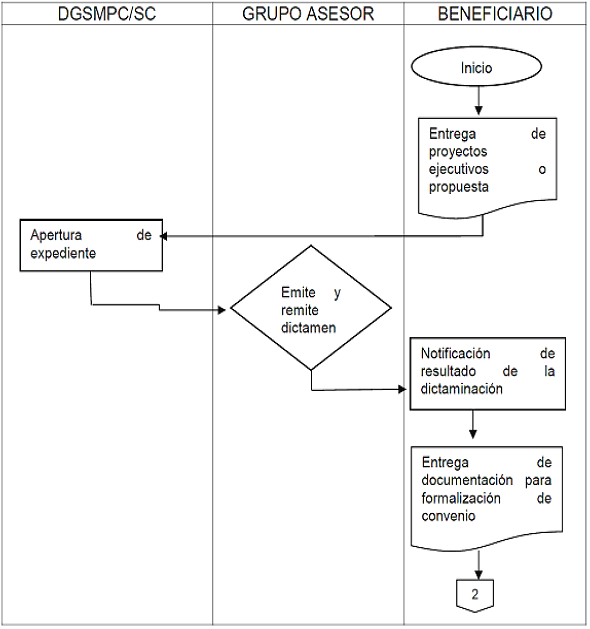 DGSMPC/SC GRUPO ASESOR BENEFICIARIO
Inicio
Entrega de
proyectos
ejecutivos o
propuesta
Apertura de
expediente
Emite y
remite
dictamen
Notificación de
resultado de la
dictaminación
Entrega de
documentación para
formalización de
convenio
2